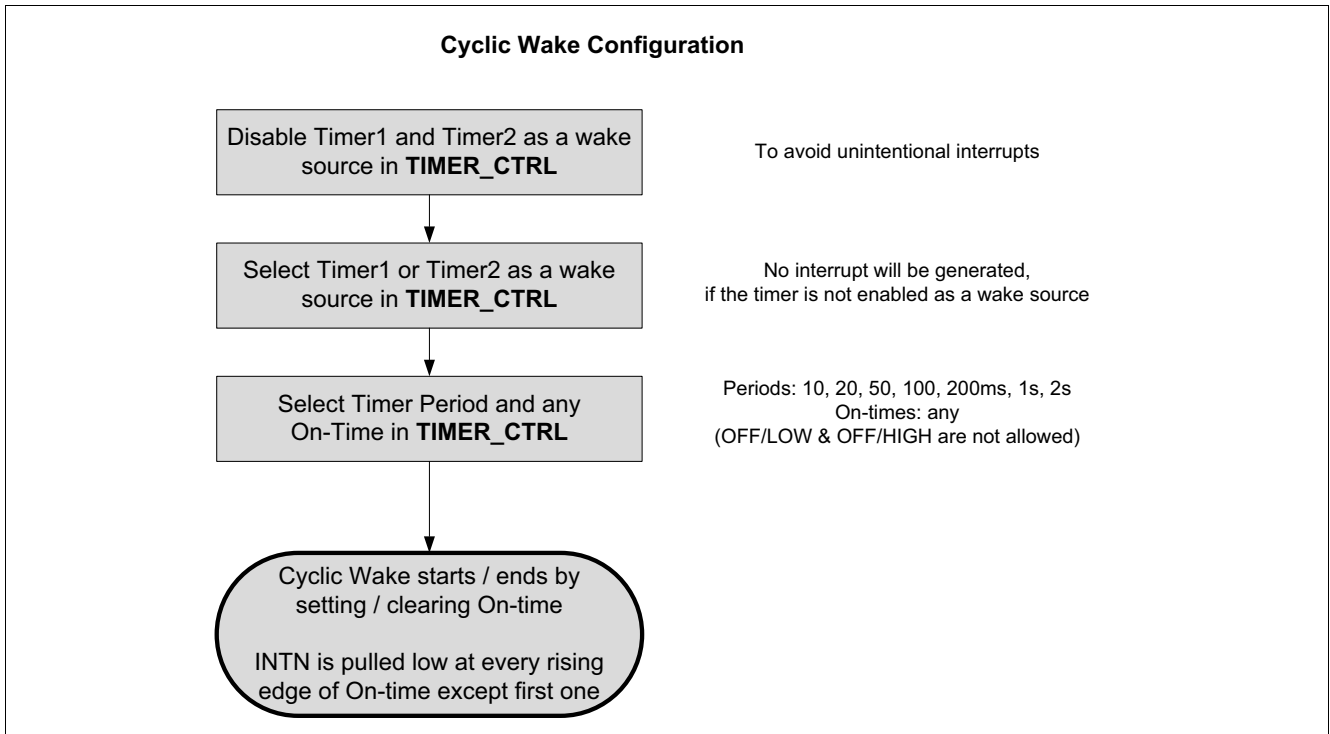 Cyclic Wake Configuration
Disable Timer1 and Timer2 as a wake
source in TIMER_CTRL
To avoid unintentional interrupts
Select Timer1 or Timer2 as a wake
source in TIMER_CTRL
No interrupt will be generated,
if the timer is not enabled as a wake source
Select Timer Period and any
On-Time in TIMER_CTRL
Periods: 10, 20, 50, 100, 200ms, 1s, 2s
On-times: any
(OFF/LOW & OFF/HIGH are not allowed)
Cyclic Wake starts / ends by
setting / clearing On-time
INTN is pulled low at every rising
edge of On-time except first one